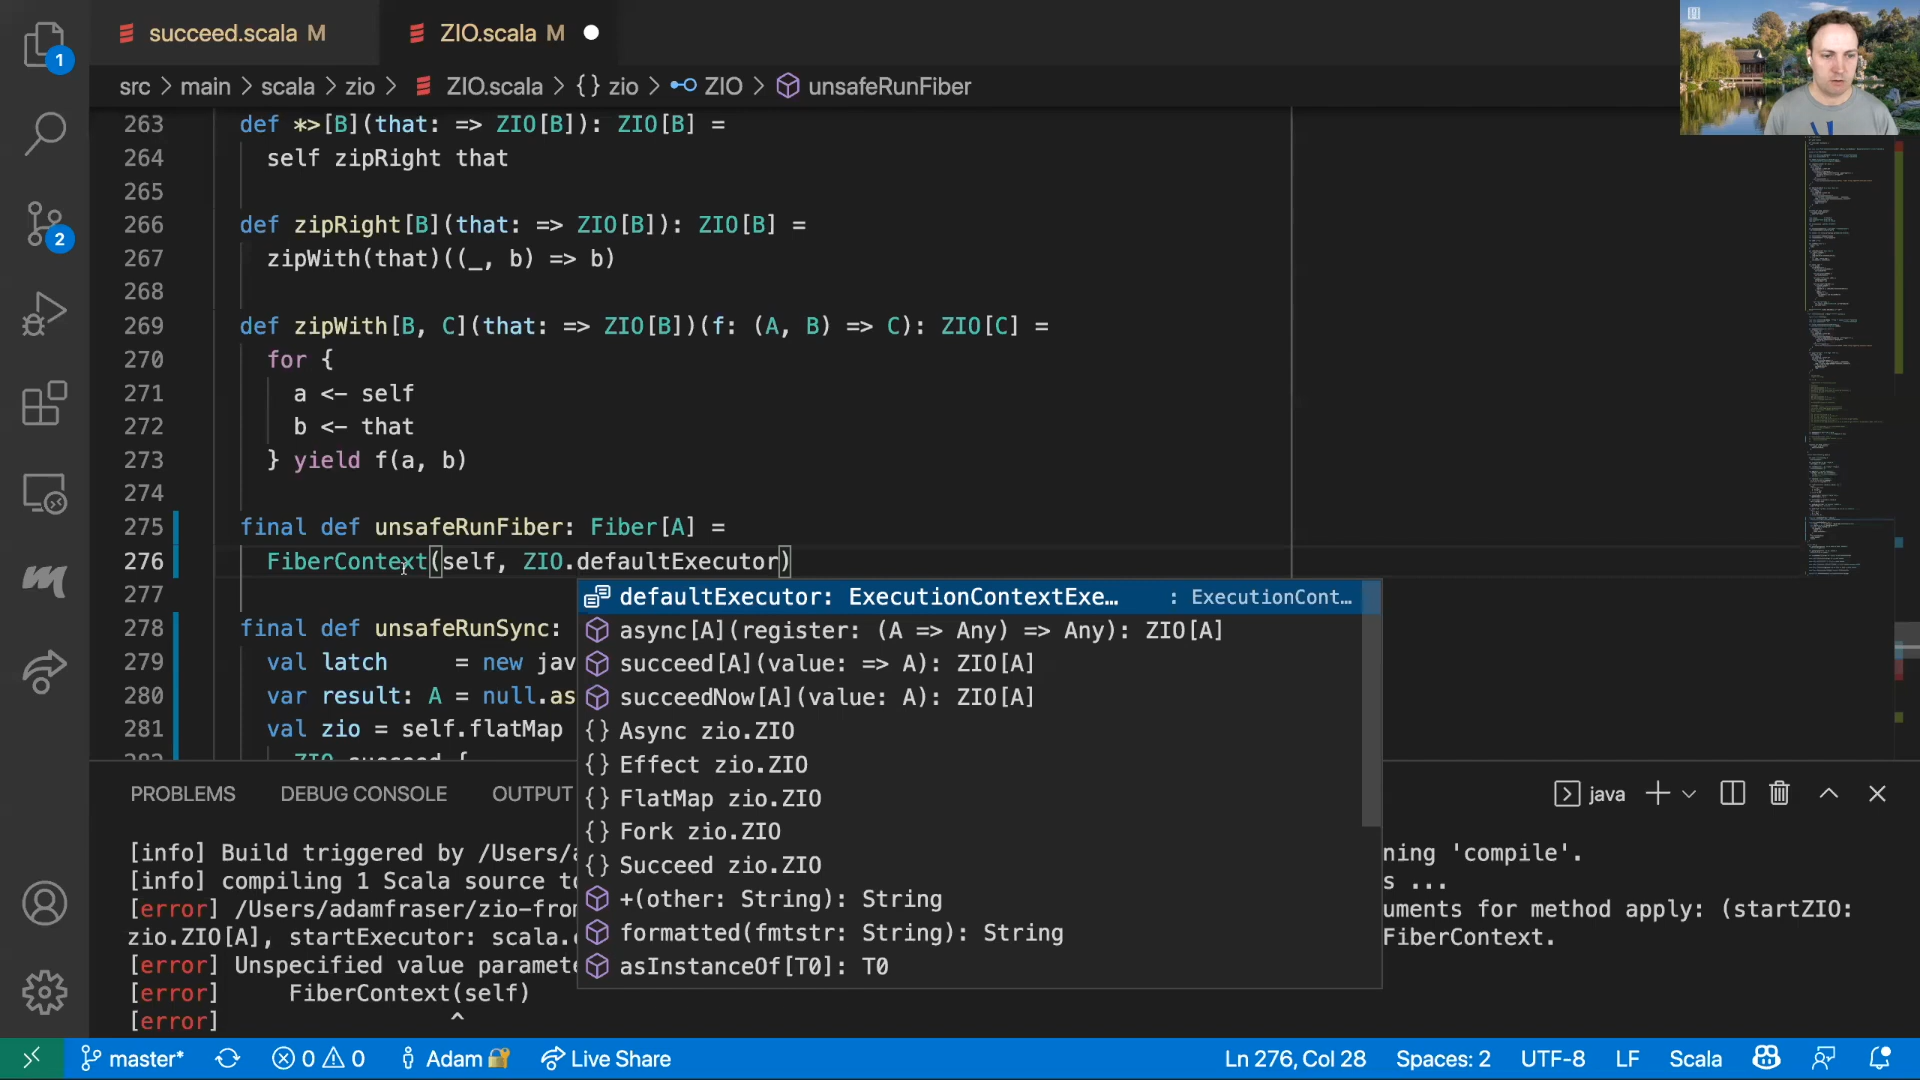 succeed.scala M
ZIO.scala M
src > main > scala > zio > ZIO.scala > {} zio > ZIO > unsafeRunFiber
263 def *>[B](that: => ZIO[B]): ZIO[B] =
264 self zipRight that
265
266 def zipRight[B](that: => ZIO[B]): ZIO[B] =
267 zipWith(that)((_, b) => b)
268
269 def zipWith[B, C](that: => ZIO[B])(f: (A, B) => C): ZIO[C] =
270 for {
271 a <- self
272 b <- that
273 } yield f(a, b)
274
275 final def unsafeRunFiber: Fiber[A] =
276 FiberContext(self, ZIO.defaultExecutor)
277
278 final def unsafeRunSync:
279 val latch = new jav
280 var result: A = null.as
281 val zio = self.flatMap
defaultExecutor: ExecutionContextExe… : ExecutionCont…
async[A](register: (A => Any) => Any): ZIO[A]
succeed[A](value: => A): ZIO[A]
succeedNow[A](value: A): ZIO[A]
{} Async zio.ZIO
{} Effect zio.ZIO
{} FlatMap zio.ZIO
{} Fork zio.ZIO
{} Succeed zio.ZIO
+(other: String): String
formatted(fmtstr: String): String
asInstanceOf[T0]: T0
PROBLEMS DEBUG CONSOLE OUTPUT java
[info] Build triggered by /Users/a ning 'compile'.
[info] compiling 1 Scala source to s ...
[error] /Users/adamfraser/zio-from uments for method apply: (startZIO:
zio.ZIO[A], startExecutor: scala. FiberContext.
[error] Unspecified value paramete
[error] FiberContext(self)
[error] ^
master* 0 0 Adam Live Share Ln 276, Col 28 Spaces: 2 UTF-8 LF Scala
1
2